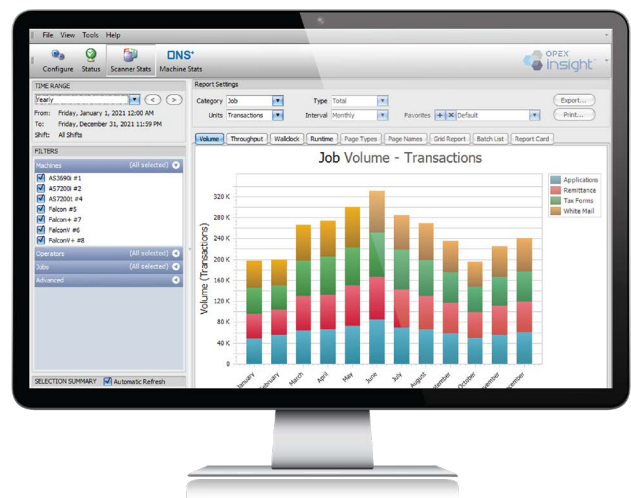 File View Tools Help
Configure Status Scanner Stats
ONS+
Machine Stats
OPEX
insight
TIME RANGE
Yearly
< >
From: Friday, January 1, 2021 12:00 AM
To: Friday, December 31, 2021 11:59 PM
Shift: All Shifts
FILTERS
Machines (All selected)
AS3690i #1
AS7200i #2
AS7200t #4
Falcon #5
Falcon+ #7
FalconV #6
FalconV+ #8
Operators (All selected)
Jobs (All selected)
Advanced
SELECTION SUMMARY Automatic Refresh
Report Settings
Category Job Type Total Export...
Units Transactions Interval Monthly Favorites + X Default Print...
Volume Throughput Wallclock Runtime Page Types Page Names Grid Report Batch List Report Card
Job Volume - Transactions
Volume (Transactions)
320 K
280 K
240 K
200 K
160 K
120 K
80 K
40 K
0
January February March April May June July August September October November December
Applications
Remittance
Tax Forms
White Mail